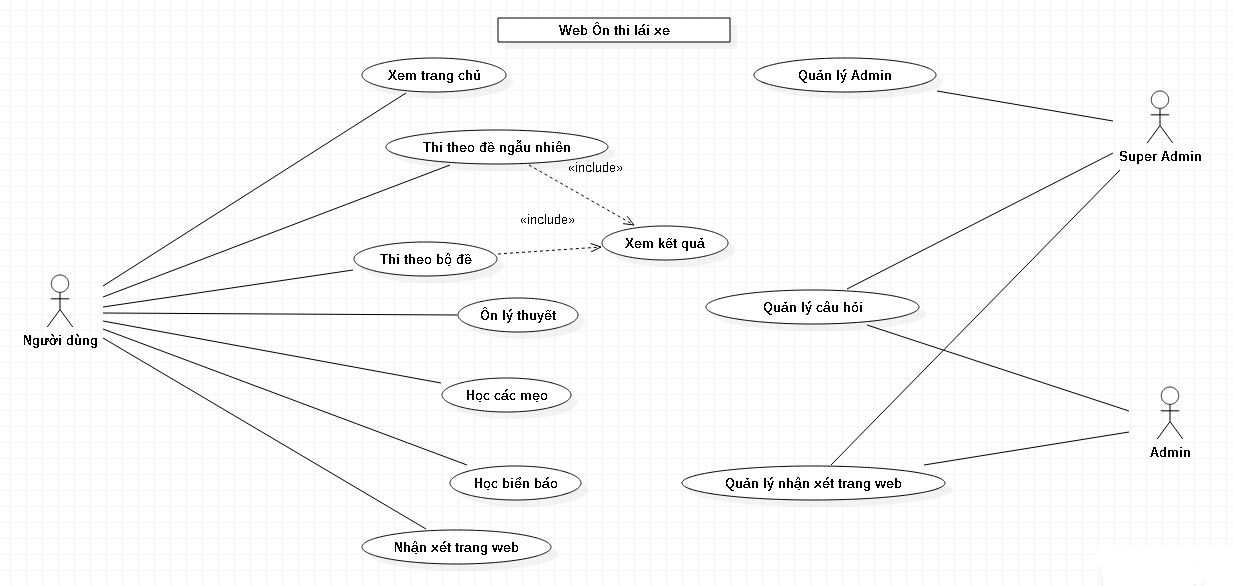 Web Ôn thi lái xe
Xem trang chủ
Quản lý Admin
Thi theo đề ngẫu nhiên
Super Admin
«include»
«include»
Xem kết quả
Thi theo bộ đề
Quản lý câu hỏi
Ôn lý thuyết
Người dùng
Học các mẹo
Admin
Học biển báo
Quản lý nhận xét trang web
Nhận xét trang web